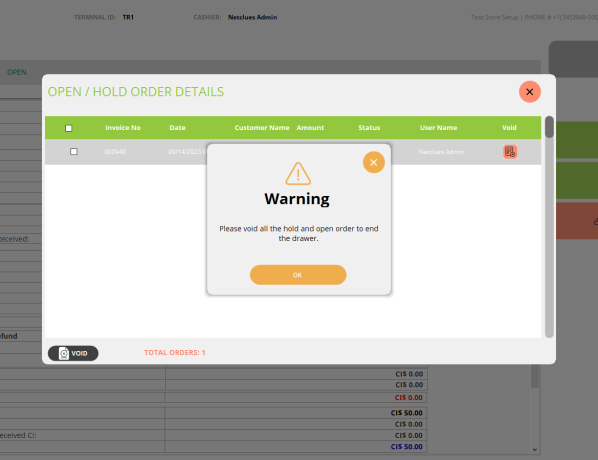 TERMINAL ID: TR1 CASHIER: Netclues Admin Test Store Setup | PHONE # +1(345)946-000
OPEN
OPEN / HOLD ORDER DETAILS
Invoice No Date Customer Name Amount Status User Name Void
000948 09/14/2023 Netclues Admin
Warning
Please void all the hold and open order to end
the drawer.
OK
eceived:
efund
VOID TOTAL ORDERS: 1
CI$ 0.00
CI$ 0.00
CI$ 0.00
CI$ 50.00
CI$ 0.00
eceived CI: CI$ 0.00
CI$ 50.00